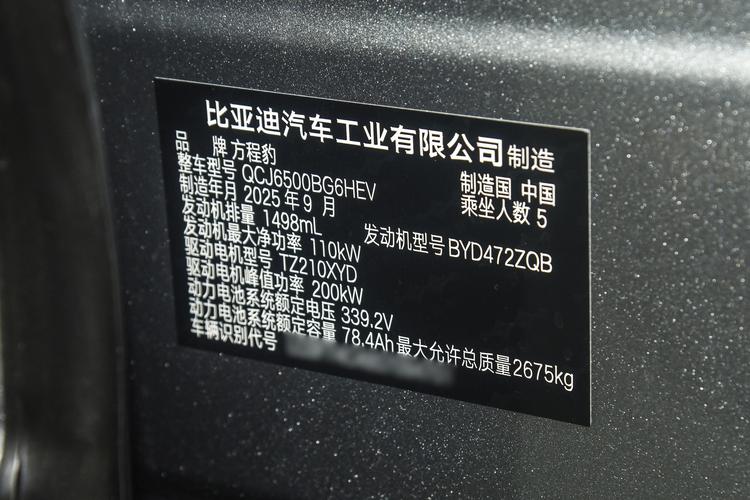 比亚迪汽车工业有限公司制造
品 牌 方程豹
整车型号 QCJ6500BG6HEV 制造国 中国
制造年月 2025 年 9 月 乘坐人数 5
发动机排量 1498mL 发动机型号 BYD472ZQB
发动机最大净功率 110kW
驱动电机型号 TZ210XYD
驱动电机峰值功率 200kW
动力电池系统额定电压 339.2V
动力电池系统额定容量 78.4Ah 最大允许总质量2675kg
车辆识别代号